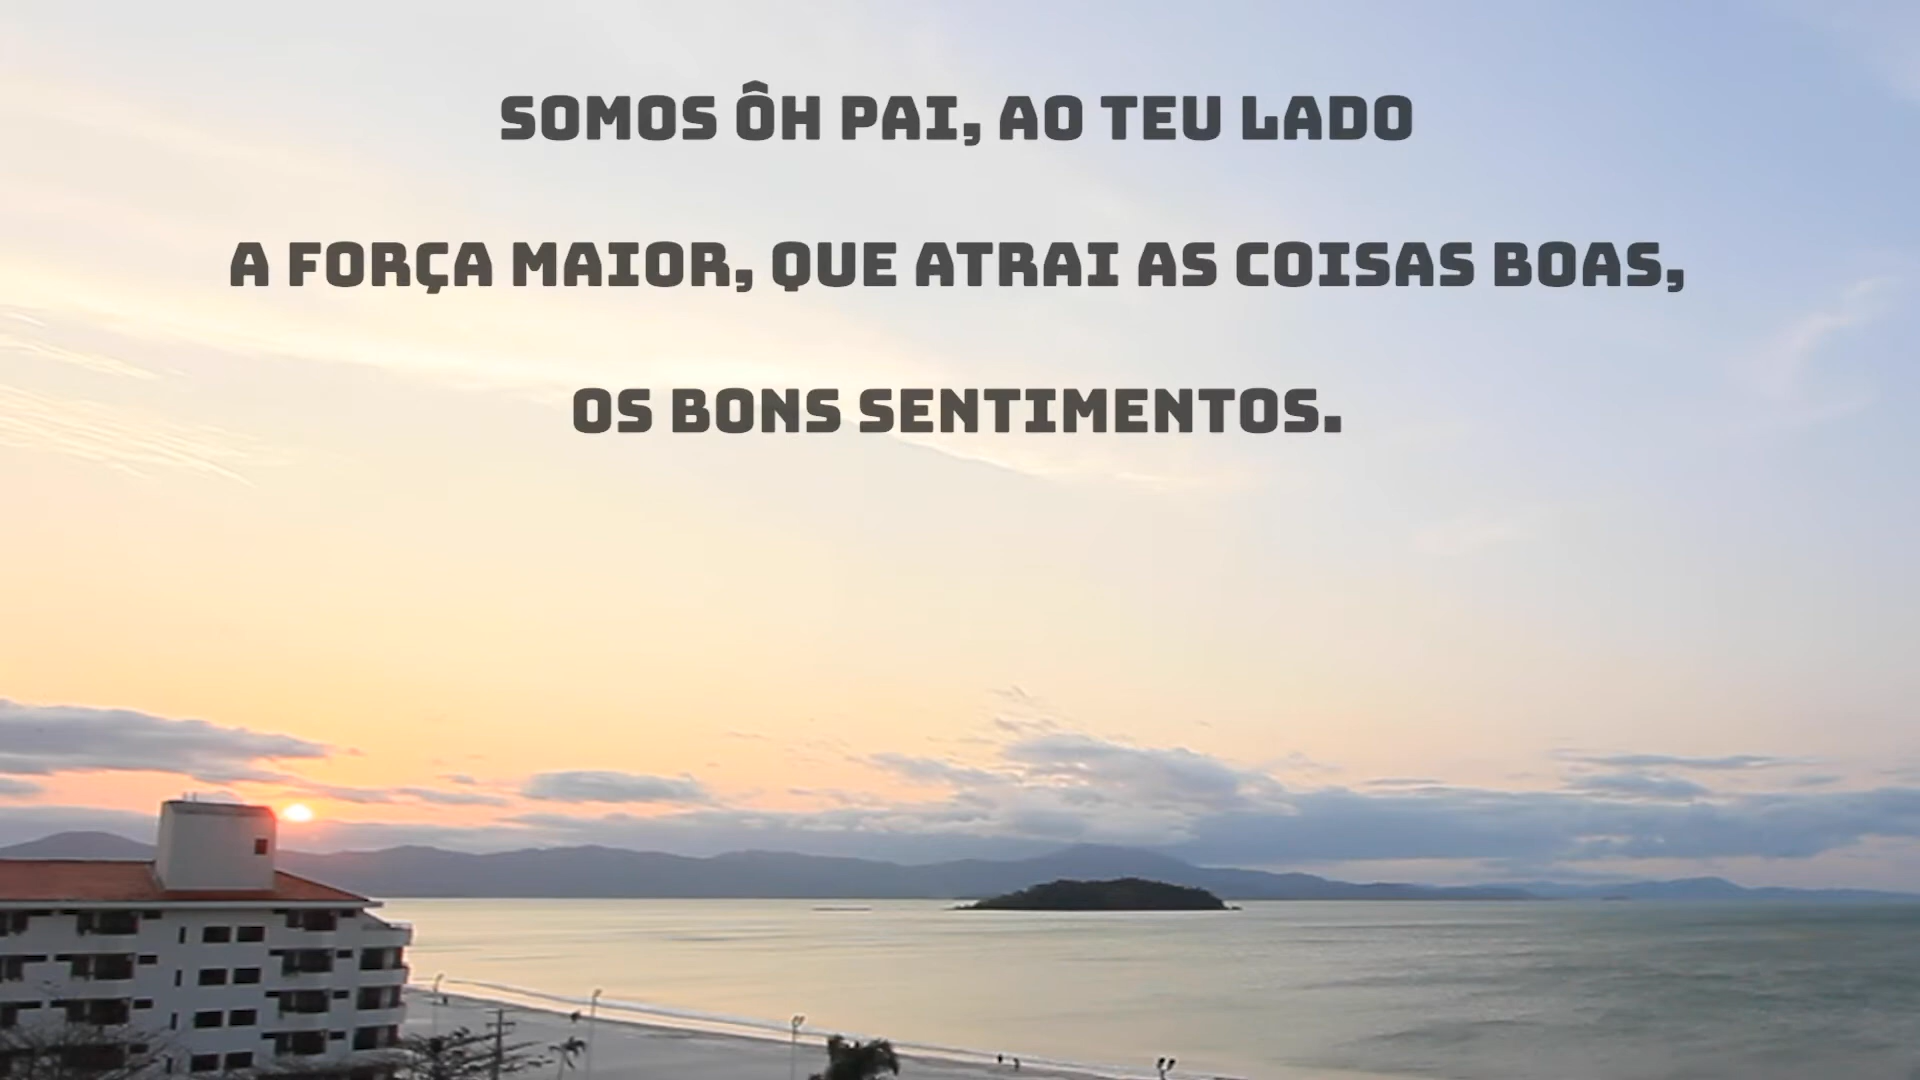 SOMOS ÔH PAI, AO TEU LADO
A FORÇA MAIOR, QUE ATRAI AS COISAS BOAS,
OS BONS SENTIMENTOS.